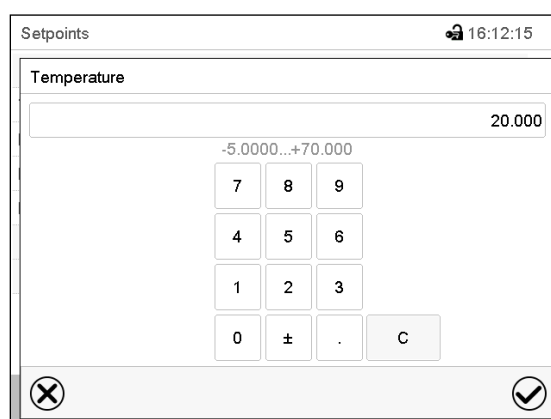 Setpoints 16:12:15
Temperature
20.000
-5.0000...+70.000
7 8 9
4 5 6
1 2 3
0 ± . C